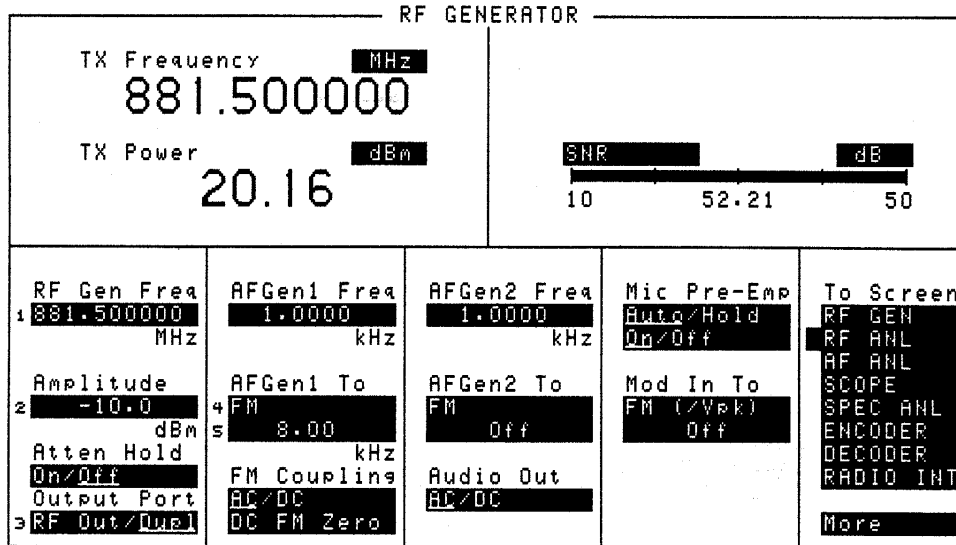 RF GENERATOR
TX Frequency MHz
881.500000
TX Power dBm
20.16
SNR dB
10 52.21 50
RF Gen Freq
1 881.500000
MHz
Amplitude
2 -10.0
dBm
Atten Hold
On/Off
Output Port
3 RF Out/Dupl
AFGen1 Freq
1.0000
kHz
AFGen1 To
4 FM
5 8.00
kHz
FM Coupling
AC/DC
DC FM Zero
AFGen2 Freq
1.0000
kHz
AFGen2 To
FM
Off
Audio Out
AC/DC
Mic Pre-Emp
Auto/Hold
On/Off
Mod In To
FM (/Vpk)
Off
To Screen
RF GEN
RF ANL
AF ANL
SCOPE
SPEC ANL
ENCODER
DECODER
RADIO INT
More